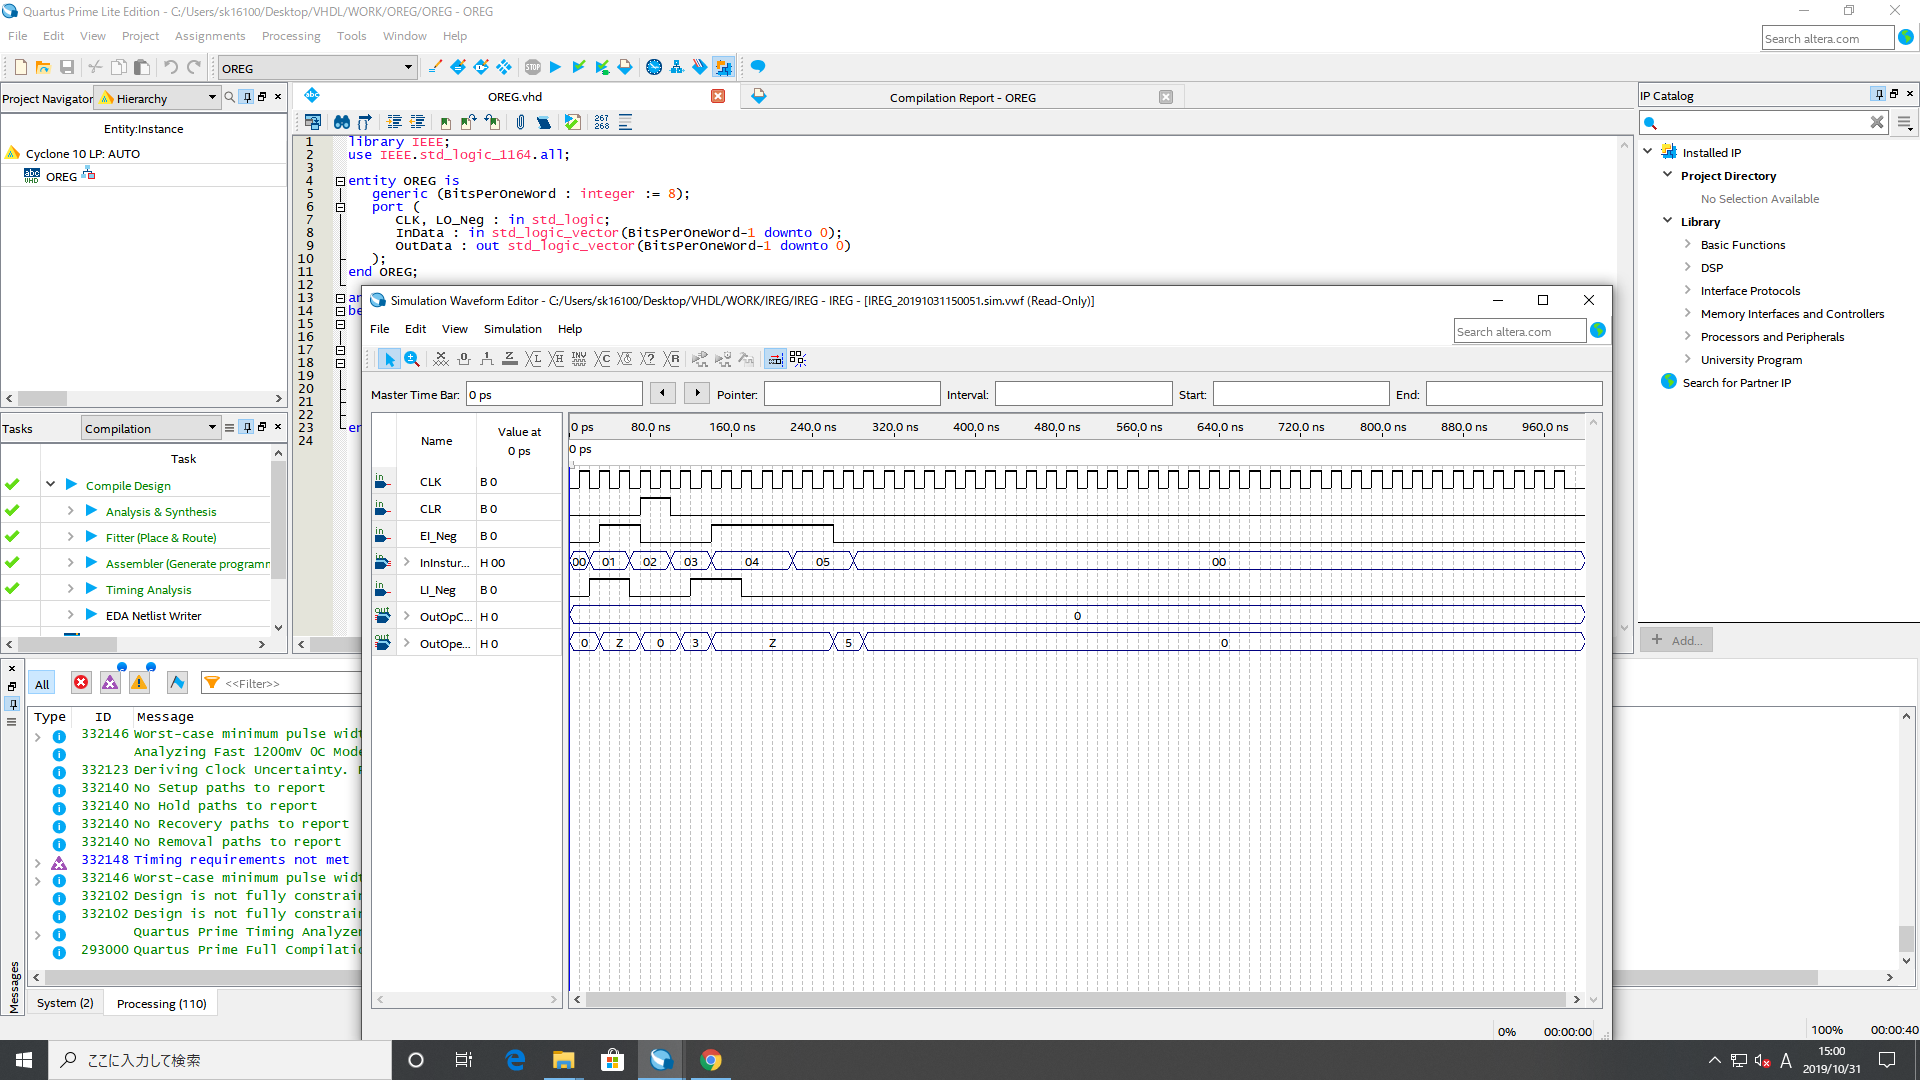 Quartus Prime Lite Edition - C:/Users/sk16100/Desktop/VHDL/WORK/OREG/OREG - OREG
File Edit View Project Assignments Processing Tools Window Help
Search altera.com
OREG
Project Navigator Hierarchy
Entity:Instance
Cyclone 10 LP: AUTO
OREG
OREG.vhd
Compilation Report - OREG
267
268
1 library IEEE;
2 use IEEE.std_logic_1164.all;
3
4 entity OREG is
5 generic (BitsPerOneWord : integer := 8);
6 port (
7 CLK, LO_Neg : in std_logic;
8 InData : in std_logic_vector(BitsPerOneWord-1 downto 0);
9 OutData : out std_logic_vector(BitsPerOneWord-1 downto 0)
10 );
11 end OREG;
12
13 ar
14 be
15
16
17
18
19
20
21
22
23 en
24
IP Catalog
Installed IP
Project Directory
No Selection Available
Library
Basic Functions
DSP
Interface Protocols
Memory Interfaces and Controllers
Processors and Peripherals
University Program
Search for Partner IP
+ Add...
Tasks Compilation
Task
Compile Design
Analysis & Synthesis
Fitter (Place & Route)
Assembler (Generate programm
Timing Analysis
EDA Netlist Writer
Simulation Waveform Editor - C:/Users/sk16100/Desktop/VHDL/WORK/IREG/IREG - IREG - [IREG_20191031150051.sim.vwf (Read-Only)]
File Edit View Simulation Help
Search altera.com
Master Time Bar: 0 ps Pointer: Interval: Start: End:
Name Value at 0 ps
0 ps 80.0 ns 160.0 ns 240.0 ns 320.0 ns 400.0 ns 480.0 ns 560.0 ns 640.0 ns 720.0 ns 800.0 ns 880.0 ns 960.0 ns
0 ps
in CLK B 0
in CLR B 0
in EI_Neg B 0
in InInstur... H 00 00 01 02 03 04 05 00
in LI_Neg B 0
out OutOpC... H 0 0
out OutOpe... H 0 0 Z 0 3 Z 5 0
0% 00:00:00
All <<Filter>>
Type ID Message
332146 Worst-case minimum pulse widt
Analyzing Fast 1200mV 0C Mode
332123 Deriving Clock Uncertainty. P
332140 No Setup paths to report
332140 No Hold paths to report
332140 No Recovery paths to report
332140 No Removal paths to report
332148 Timing requirements not met
332146 Worst-case minimum pulse widt
332102 Design is not fully constrain
332102 Design is not fully constrain
Quartus Prime Timing Analyzer
293000 Quartus Prime Full Compilatio
Messages
System (2) Processing (110)
100% 00:00:40
ここに入力して検索
A
15:00
2019/10/31